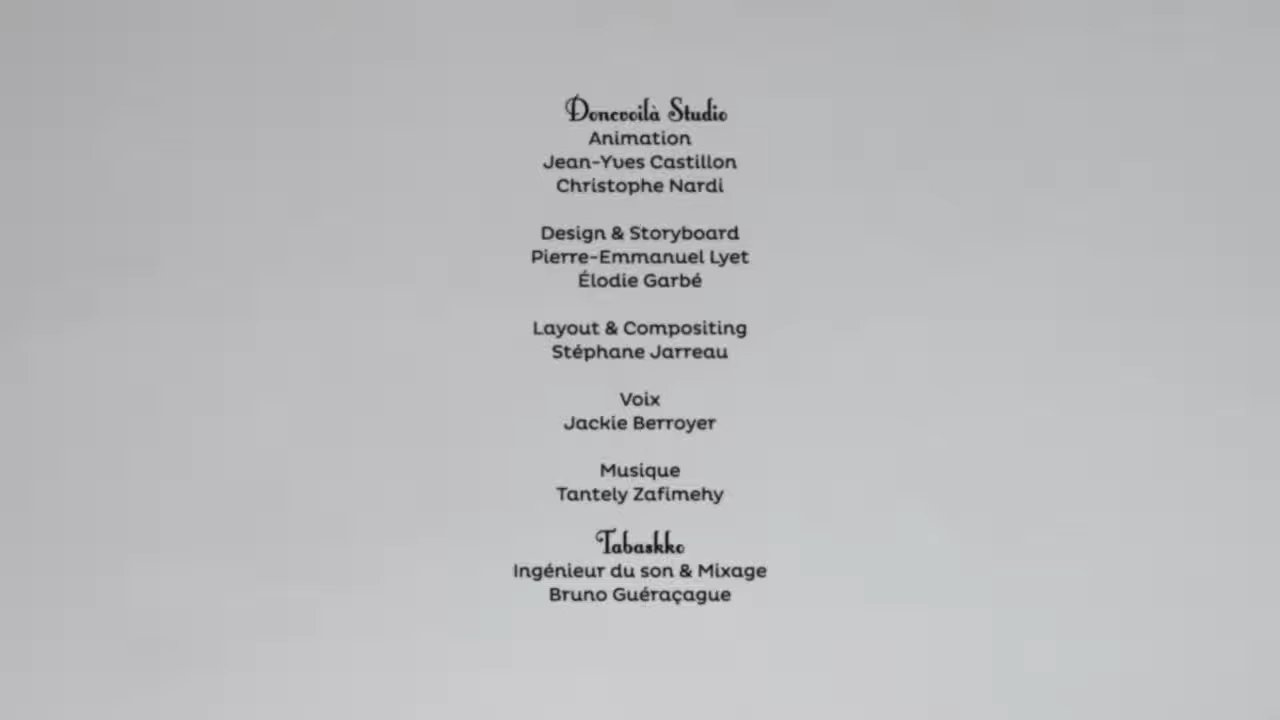 Doncvoilà Studio
Animation
Jean-Yves Castillon
Christophe Nardi
Design & Storyboard
Pierre-Emmanuel Lyet
Élodie Garbé
Layout & Compositing
Stéphane Jarreau
Voix
Jackie Berroyer
Musique
Tantely Zafimehy
Tabaskko
Ingénieur du son & Mixage
Bruno Guéraçague